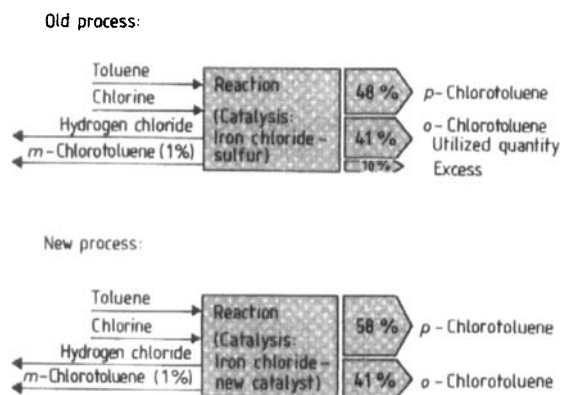 Old process:
Toluene
Chlorine
Hydrogen chloride
m-Chlorotoluene (1%)
Reaction
(Catalysis:
Iron chloride-
sulfur)
48 %
p-Chlorotoluene
41 %
o-Chlorotoluene
Utilized quantity
10 %
Excess
New process:
Toluene
Chlorine
Hydrogen chloride
m-Chlorotoluene (1%)
Reaction
(Catalysis:
Iron chloride-
new catalyst)
58 %
p-Chlorotoluene
41 %
o-Chlorotoluene